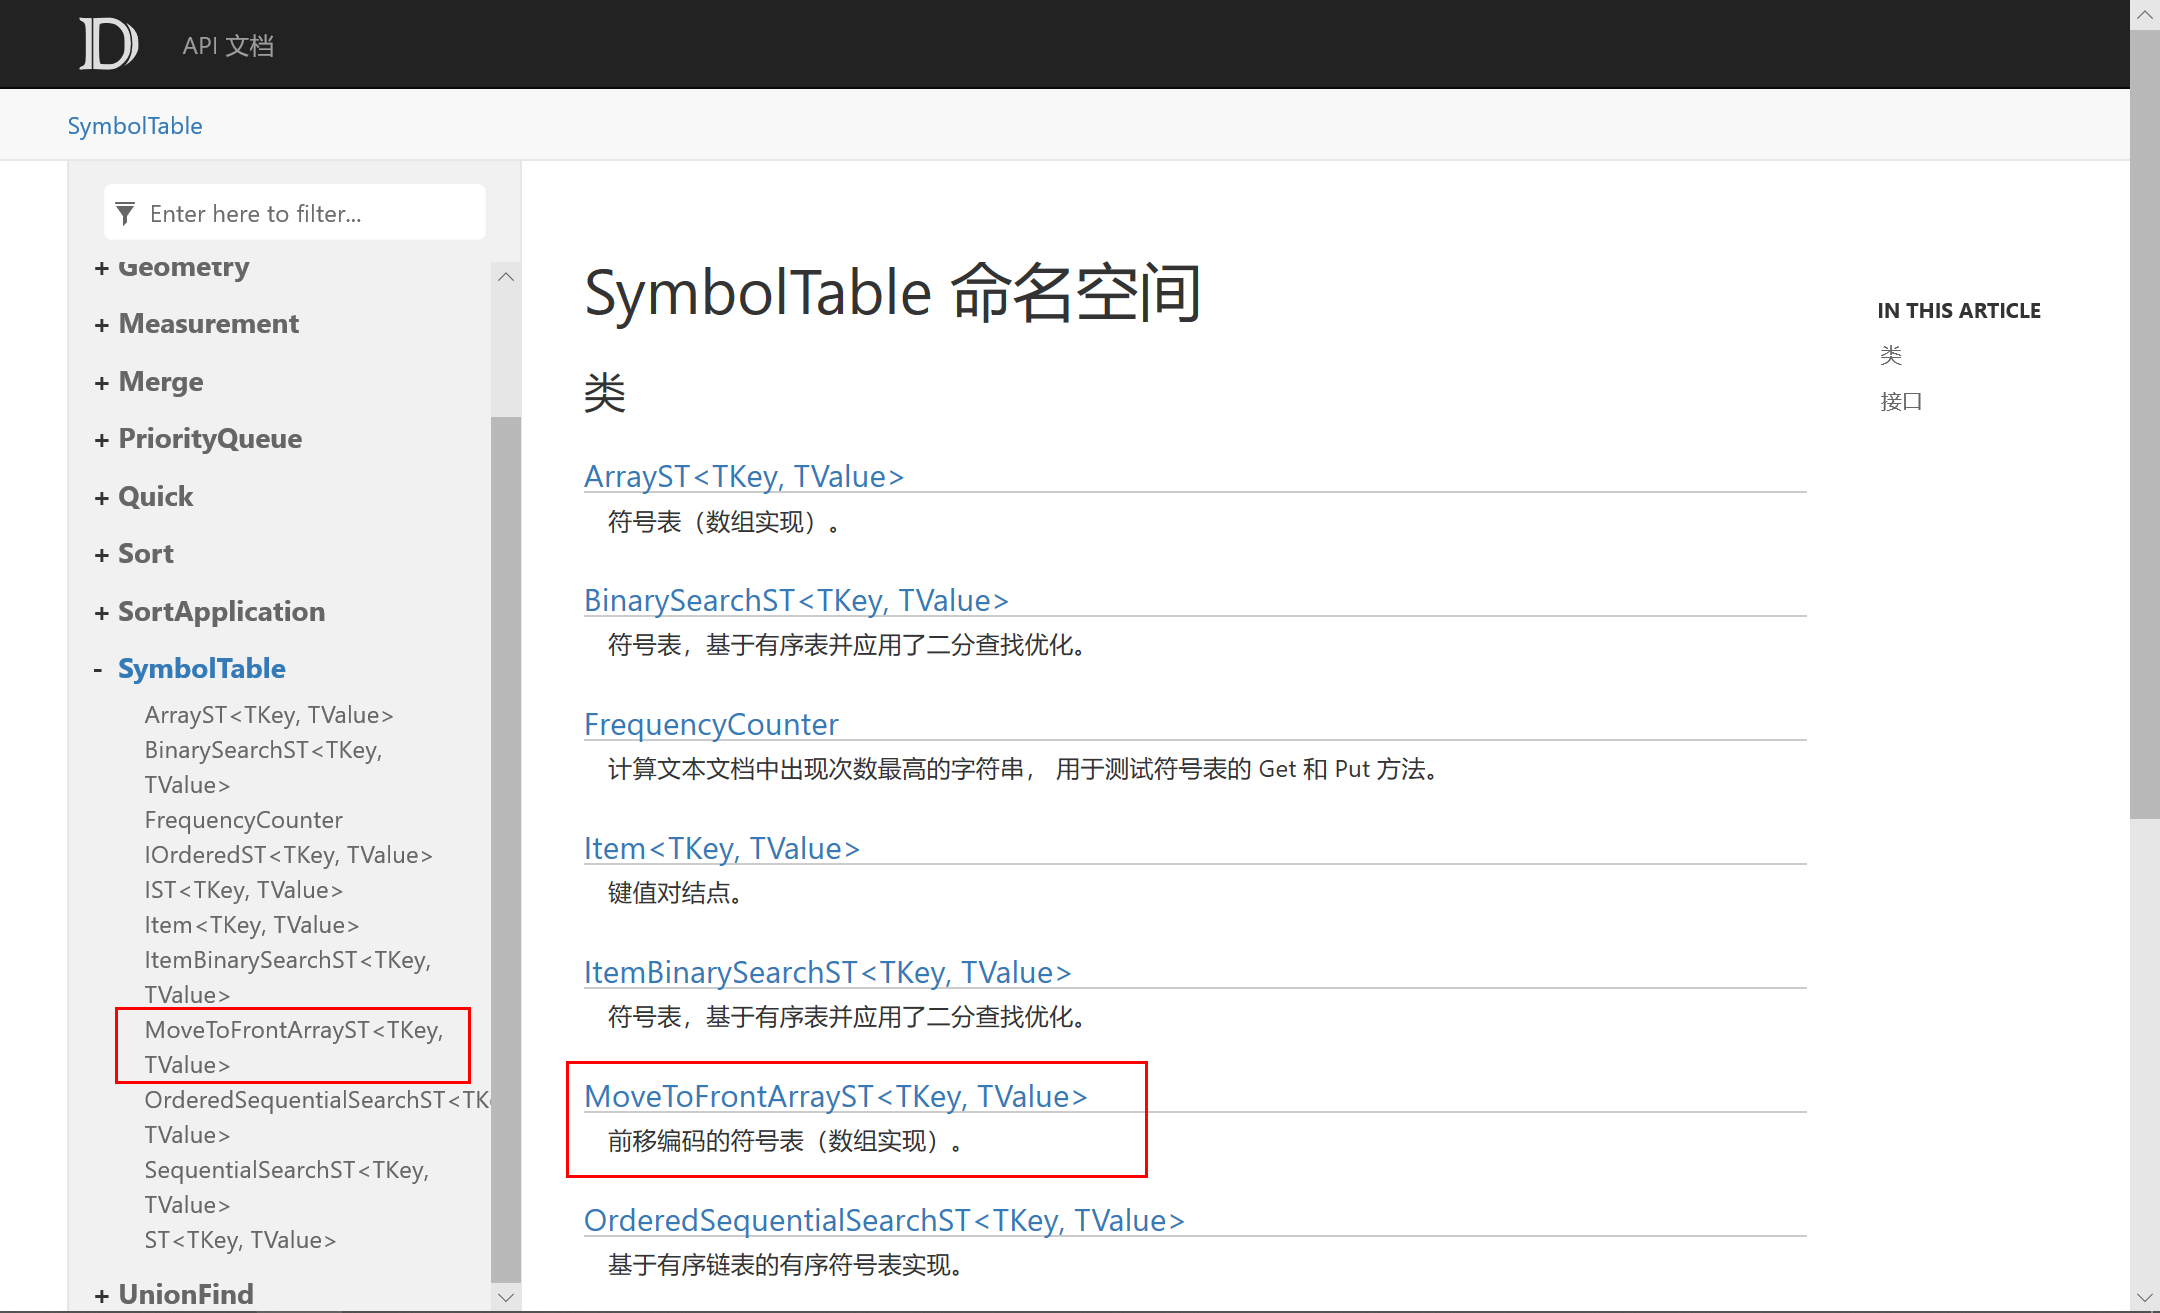 API 文档
SymbolTable
Enter here to filter...
+ Geometry
+ Measurement
+ Merge
+ PriorityQueue
+ Quick
+ Sort
+ SortApplication
- SymbolTable
ArrayST<TKey, TValue>
BinarySearchST<TKey,
TValue>
FrequencyCounter
IOrderedST<TKey, TValue>
IST<TKey, TValue>
Item<TKey, TValue>
ItemBinarySearchST<TKey,
TValue>
MoveToFrontArrayST<TKey,
TValue>
OrderedSequentialSearchST<TK
TValue>
SequentialSearchST<TKey,
TValue>
ST<TKey, TValue>
+ UnionFind
SymbolTable 命名空间
类
ArrayST<TKey, TValue>
符号表（数组实现）。
BinarySearchST<TKey, TValue>
符号表，基于有序表并应用了二分查找优化。
FrequencyCounter
计算文本文档中出现次数最高的字符串， 用于测试符号表的 Get 和 Put 方法。
Item<TKey, TValue>
键值对结点。
ItemBinarySearchST<TKey, TValue>
符号表，基于有序表并应用了二分查找优化。
MoveToFrontArrayST<TKey, TValue>
前移编码的符号表（数组实现）。
OrderedSequentialSearchST<TKey, TValue>
基于有序链表的有序符号表实现。
IN THIS ARTICLE
类
接口